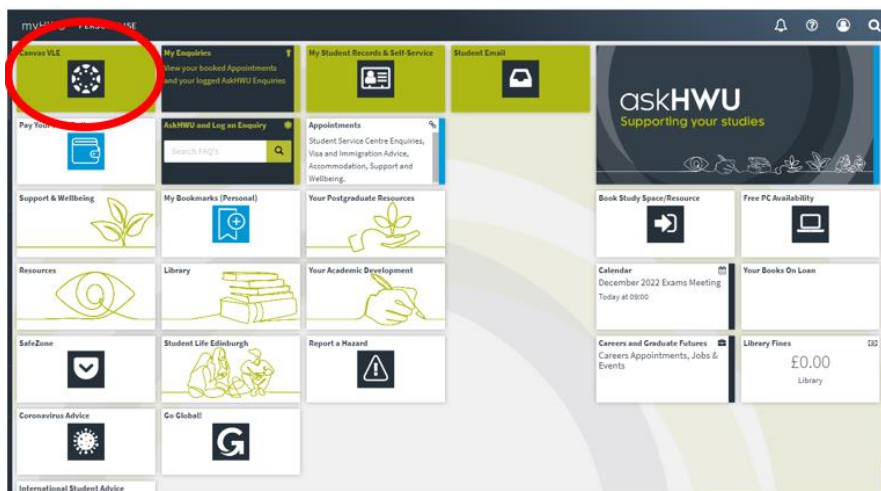 Canvas VLE
My Enquiries
View your booked Appointments
and your logged AskHWU Enquiries
My Student Records & Self-Service
Student Email
askHWU
Supporting your studies
Pay Your
AskHWU and Log an Enquiry
Search FAQ's
Appointments
Student Service Centre Enquiries,
Visa and Immigration Advice,
Accommodation, Support and
Wellbeing.
Support & Wellbeing
My Bookmarks (Personal)
Your Postgraduate Resources
Book Study Space/Resource
Free PC Availability
Resources
Library
Your Academic Development
Calendar
December 2022 Exams Meeting
Today at 09:00
Your Books On Loan
SafeZone
Student Life Edinburgh
Report a Hazard
Careers and Graduate Futures
Careers Appointments, Jobs &
Events
Library Fines
£0.00
Library
Coronavirus Advice
Go Global!
International Student Advice